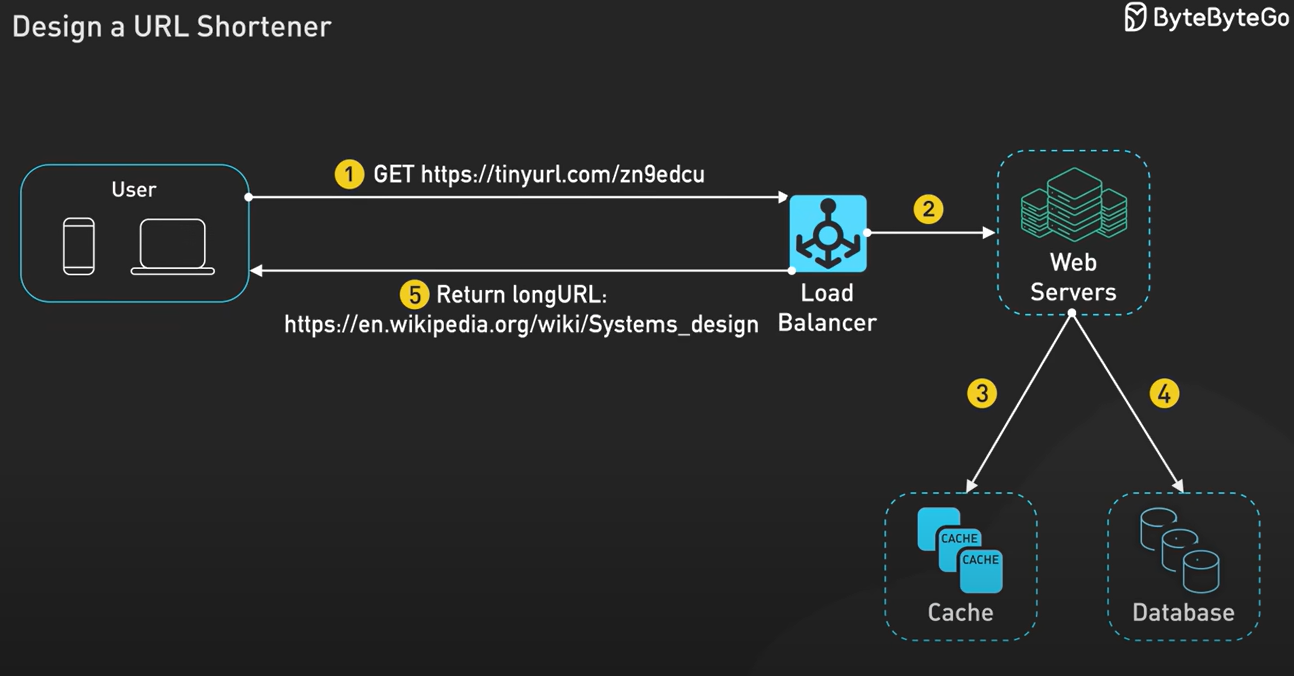 Design a URL Shortener
ByteByteGo
User
1 GET https://tinyurl.com/zn9edcu
2
Web
Servers
5 Return longURL:
https://en.wikipedia.org/wiki/Systems_design
Load
Balancer
3
4
CACHE
CACHE
Cache
Database